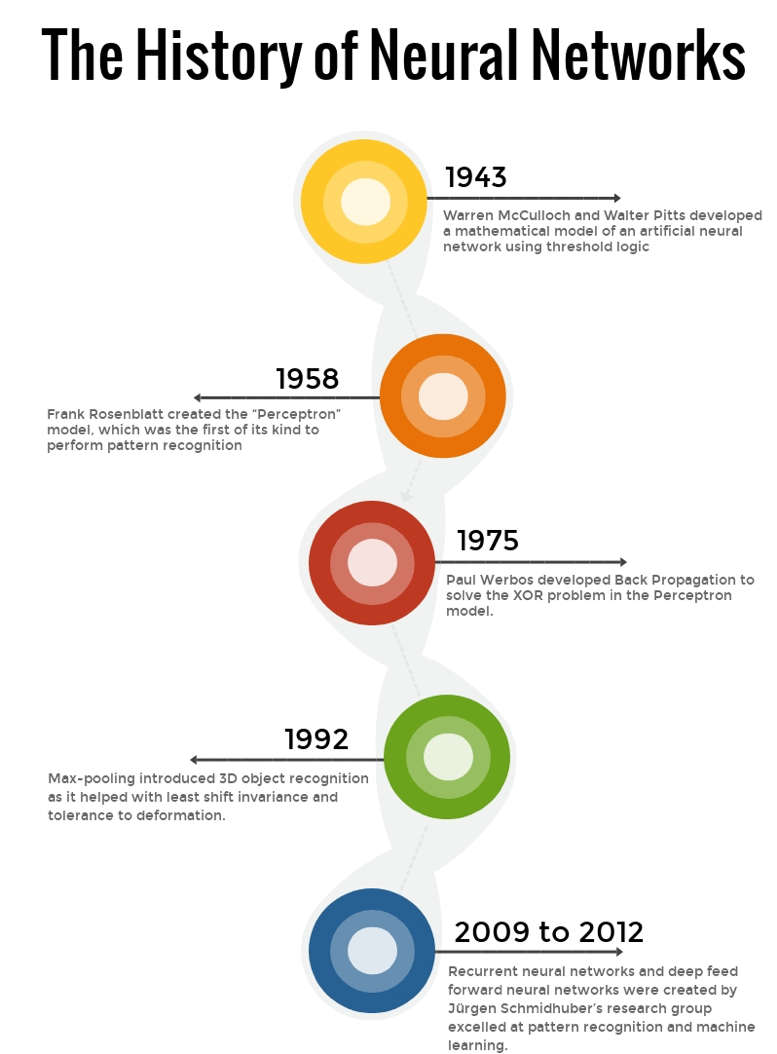 The History of Neural Networks
1943
Warren McCulloch and Walter Pitts developed
a mathematical model of an artificial neural
network using threshold logic
1958
Frank Rosenblatt created the “Perceptron”
model, which was the first of its kind to
perform pattern recognition
1975
Paul Werbos developed Back Propagation to
solve the XOR problem in the Perceptron
model.
1992
Max-pooling introduced 3D object recognition
as it helped with least shift invariance and
tolerance to deformation.
2009 to 2012
Recurrent neural networks and deep feed
forward neural networks were created by
Jürgen Schmidhuber's research group
excelled at pattern recognition and machine
learning.